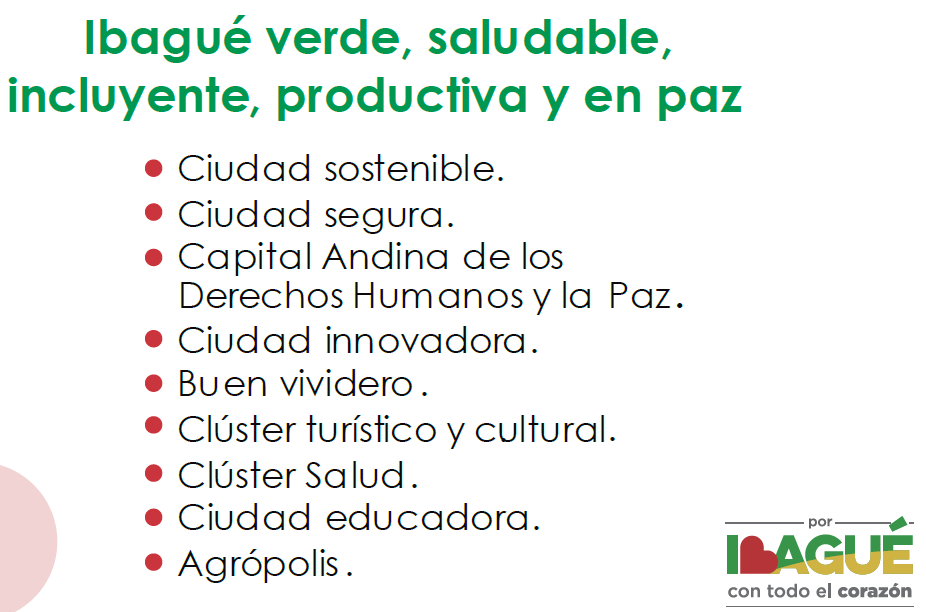 Ibagué verde, saludable,
incluyente, productiva y en paz
Ciudad sostenible.
Ciudad segura.
Capital Andina de los
Derechos Humanos y la Paz.
Ciudad innovadora.
Buen vividero.
Clúster turístico y cultural.
Clúster Salud.
Ciudad educadora.
Agrópolis.
por
IBAGUÉ
con todo el corazón